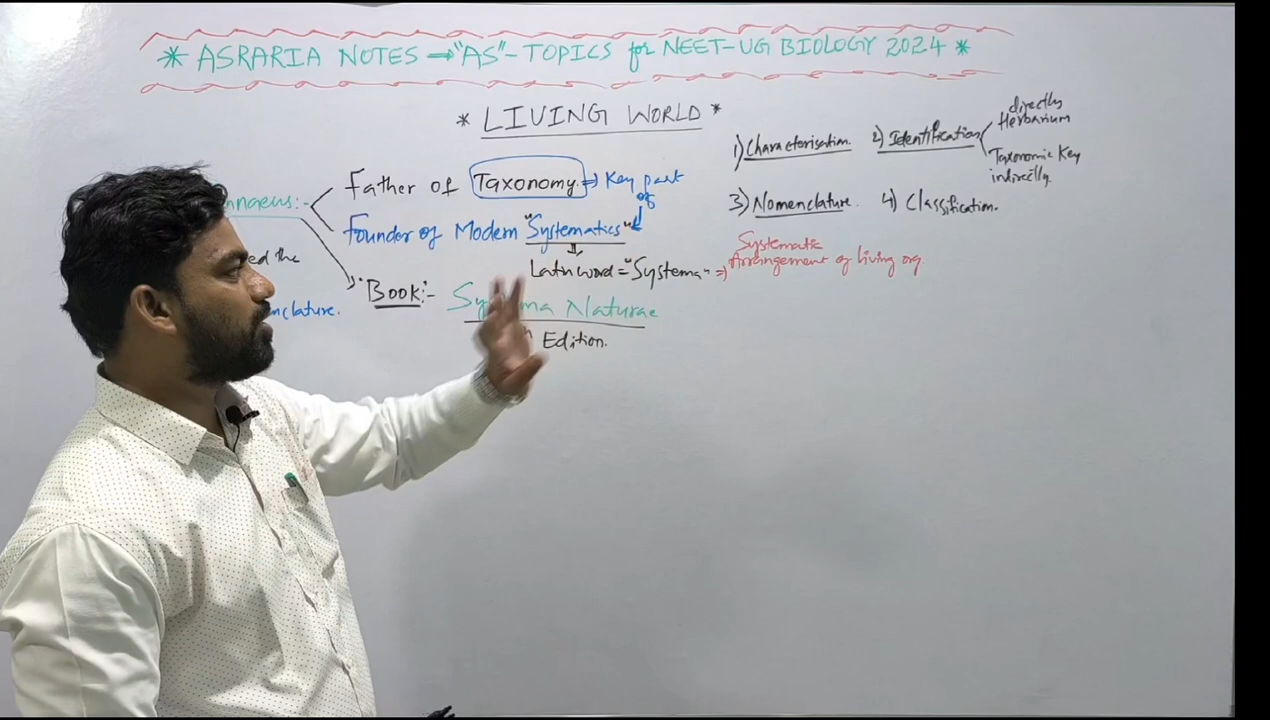 * ASRARIA NOTES → "AS"-TOPICS for NEET-UG BIOLOGY 2024 *
* LIVING WORLD *
1) Characterisation. 2) Identification
directly
Herbarium
Taxonomic Key
indirectly
3) Nomenclature. 4) Classification.
nnaeus:-
Father of Taxonomy ⇒ Key part
of
Founder of Modern "Systematics"
Latin word = "Systema" ⇒
Systematic
Arrangement of living org
ed the
nclature.
"Book":- Systema Naturae
Edition.